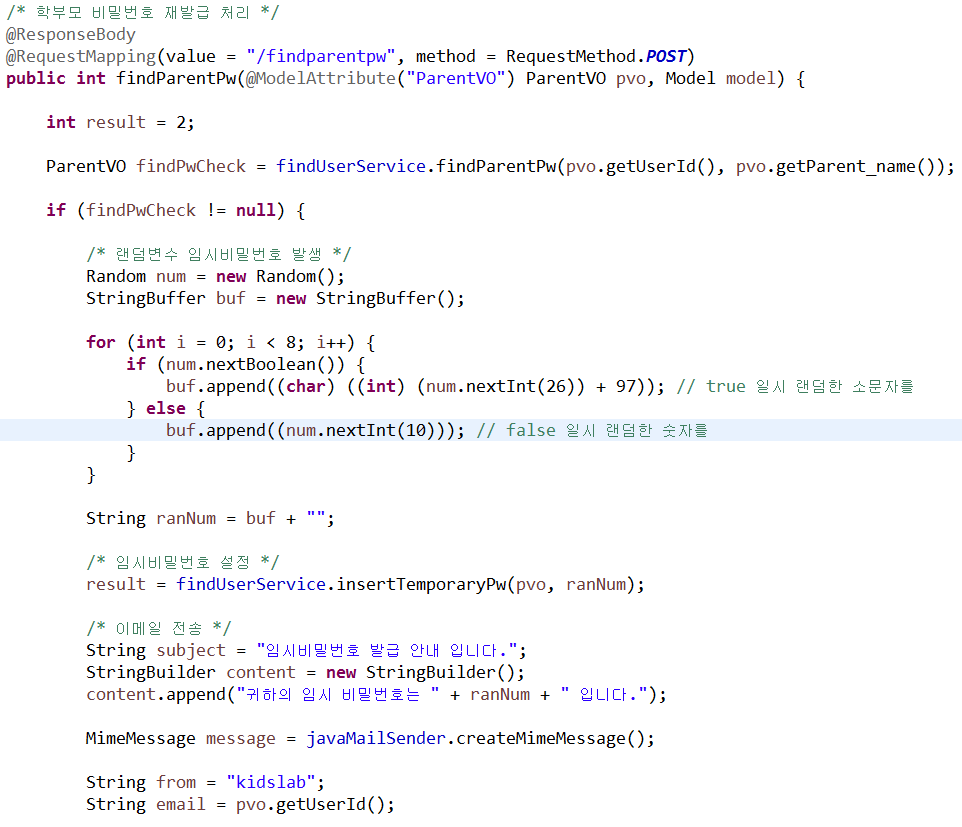 /* 학부모 비밀번호 재발급 처리 */
@ResponseBody
@RequestMapping(value = "/findparentpw", method = RequestMethod.POST)
public int findParentPw(@ModelAttribute("ParentVO") ParentVO pvo, Model model) {
int result = 2;
ParentVO findPwCheck = findUserService.findParentPw(pvo.getUserId(), pvo.getParent_name());
if (findPwCheck != null) {
/* 랜덤변수 임시비밀번호 발생 */
Random num = new Random();
StringBuffer buf = new StringBuffer();
for (int i = 0; i < 8; i++) {
if (num.nextBoolean()) {
buf.append((char) ((int) (num.nextInt(26)) + 97)); // true 일시 랜덤한 소문자를
} else {
buf.append((num.nextInt(10))); // false 일시 랜덤한 숫자를
}
}
String ranNum = buf + "";
/* 임시비밀번호 설정 */
result = findUserService.insertTemporaryPw(pvo, ranNum);
/* 이메일 전송 */
String subject = "임시비밀번호 발급 안내 입니다.";
StringBuilder content = new StringBuilder();
content.append("귀하의 임시 비밀번호는 " + ranNum + " 입니다.");
MimeMessage message = javaMailSender.createMimeMessage();
String from = "kidslab";
String email = pvo.getUserId();